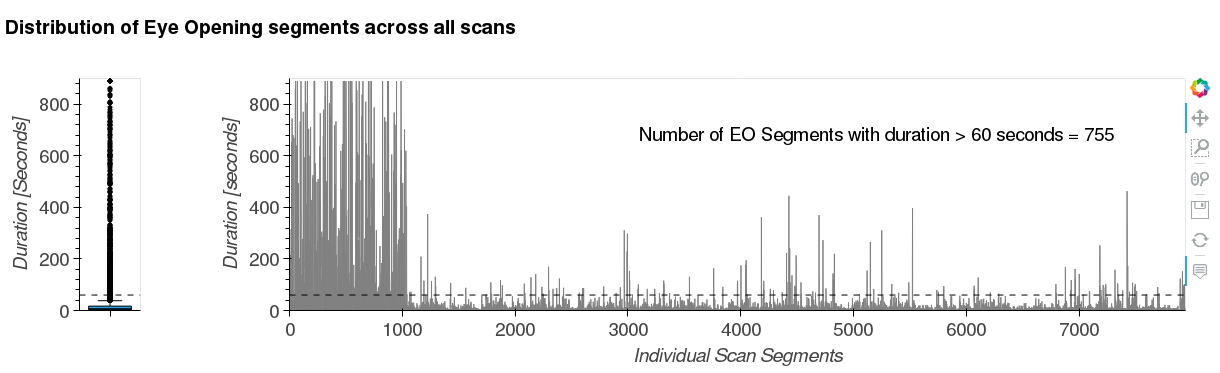 Distribution of Eye Opening segments across all scans
Duration [Seconds]
800
600
400
200
0
Duration [seconds]
800
600
400
200
0
Number of EO Segments with duration > 60 seconds = 755
0 1000 2000 3000 4000 5000 6000 7000
Individual Scan Segments